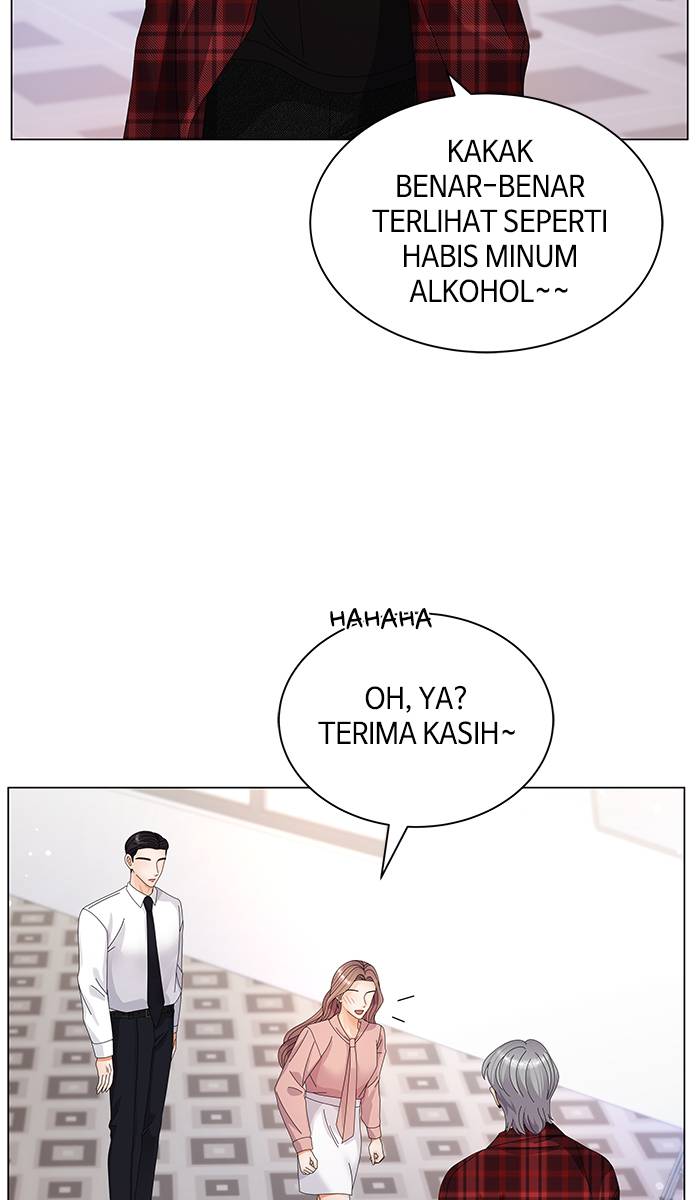 KAKAK
BENAR-BENAR
TERLIHAT SEPERTI
HABIS MINUM
ALKOHOL~~
HAHAHA
OH, YA?
TERIMA KASIH~